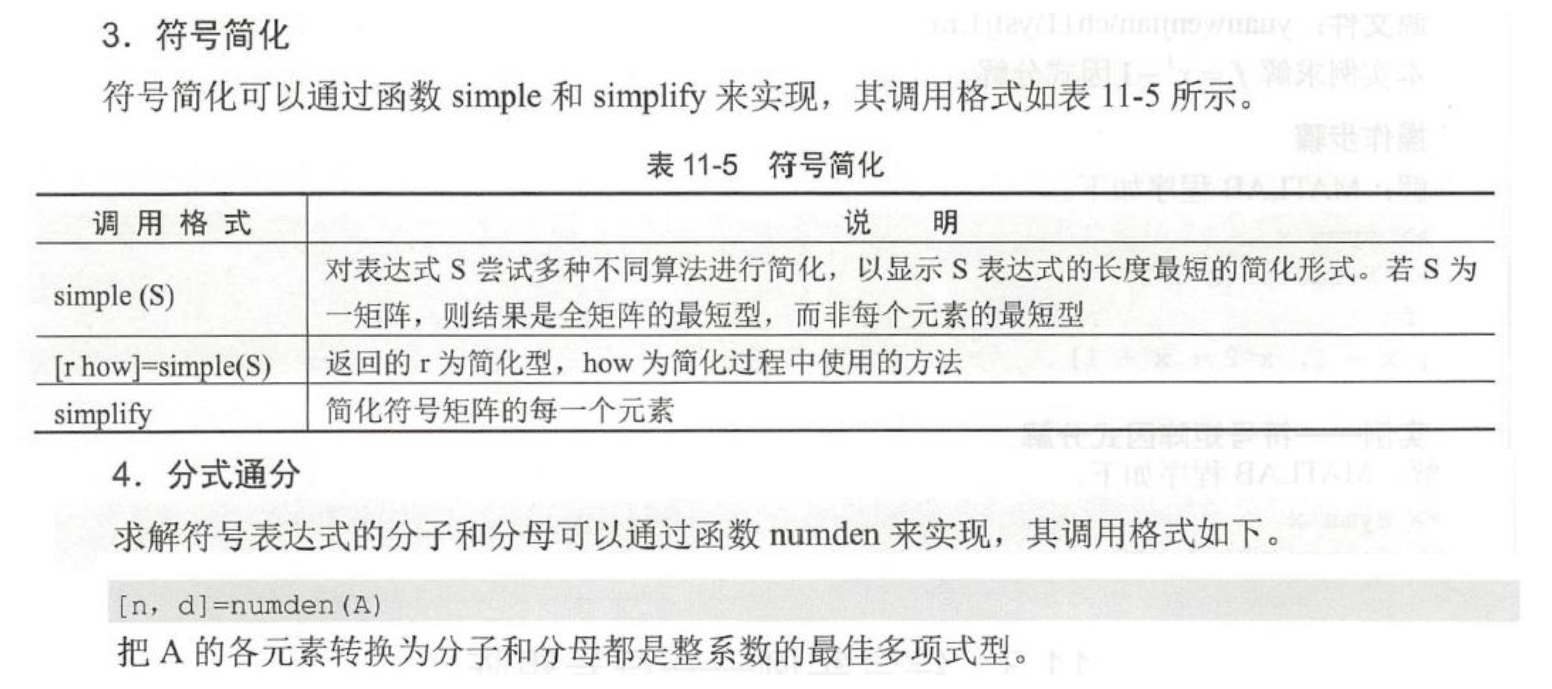 3．符号简化
符号简化可以通过函数 simple 和 simplify 来实现，其调用格式如表 11-5 所示。
表 11-5　符号简化
调 用 格 式　说　　明
simple (S)　对表达式 S 尝试多种不同算法进行简化，以显示 S 表达式的长度最短的简化形式。若 S 为
一矩阵，则结果是全矩阵的最短型，而非每个元素的最短型
[r how]=simple(S)　返回的 r 为简化型，how 为简化过程中使用的方法
simplify　简化符号矩阵的每一个元素
4．分式通分
求解符号表达式的分子和分母可以通过函数 numden 来实现，其调用格式如下。
[n，d]=numden(A)
把 A 的各元素转换为分子和分母都是整系数的最佳多项式型。